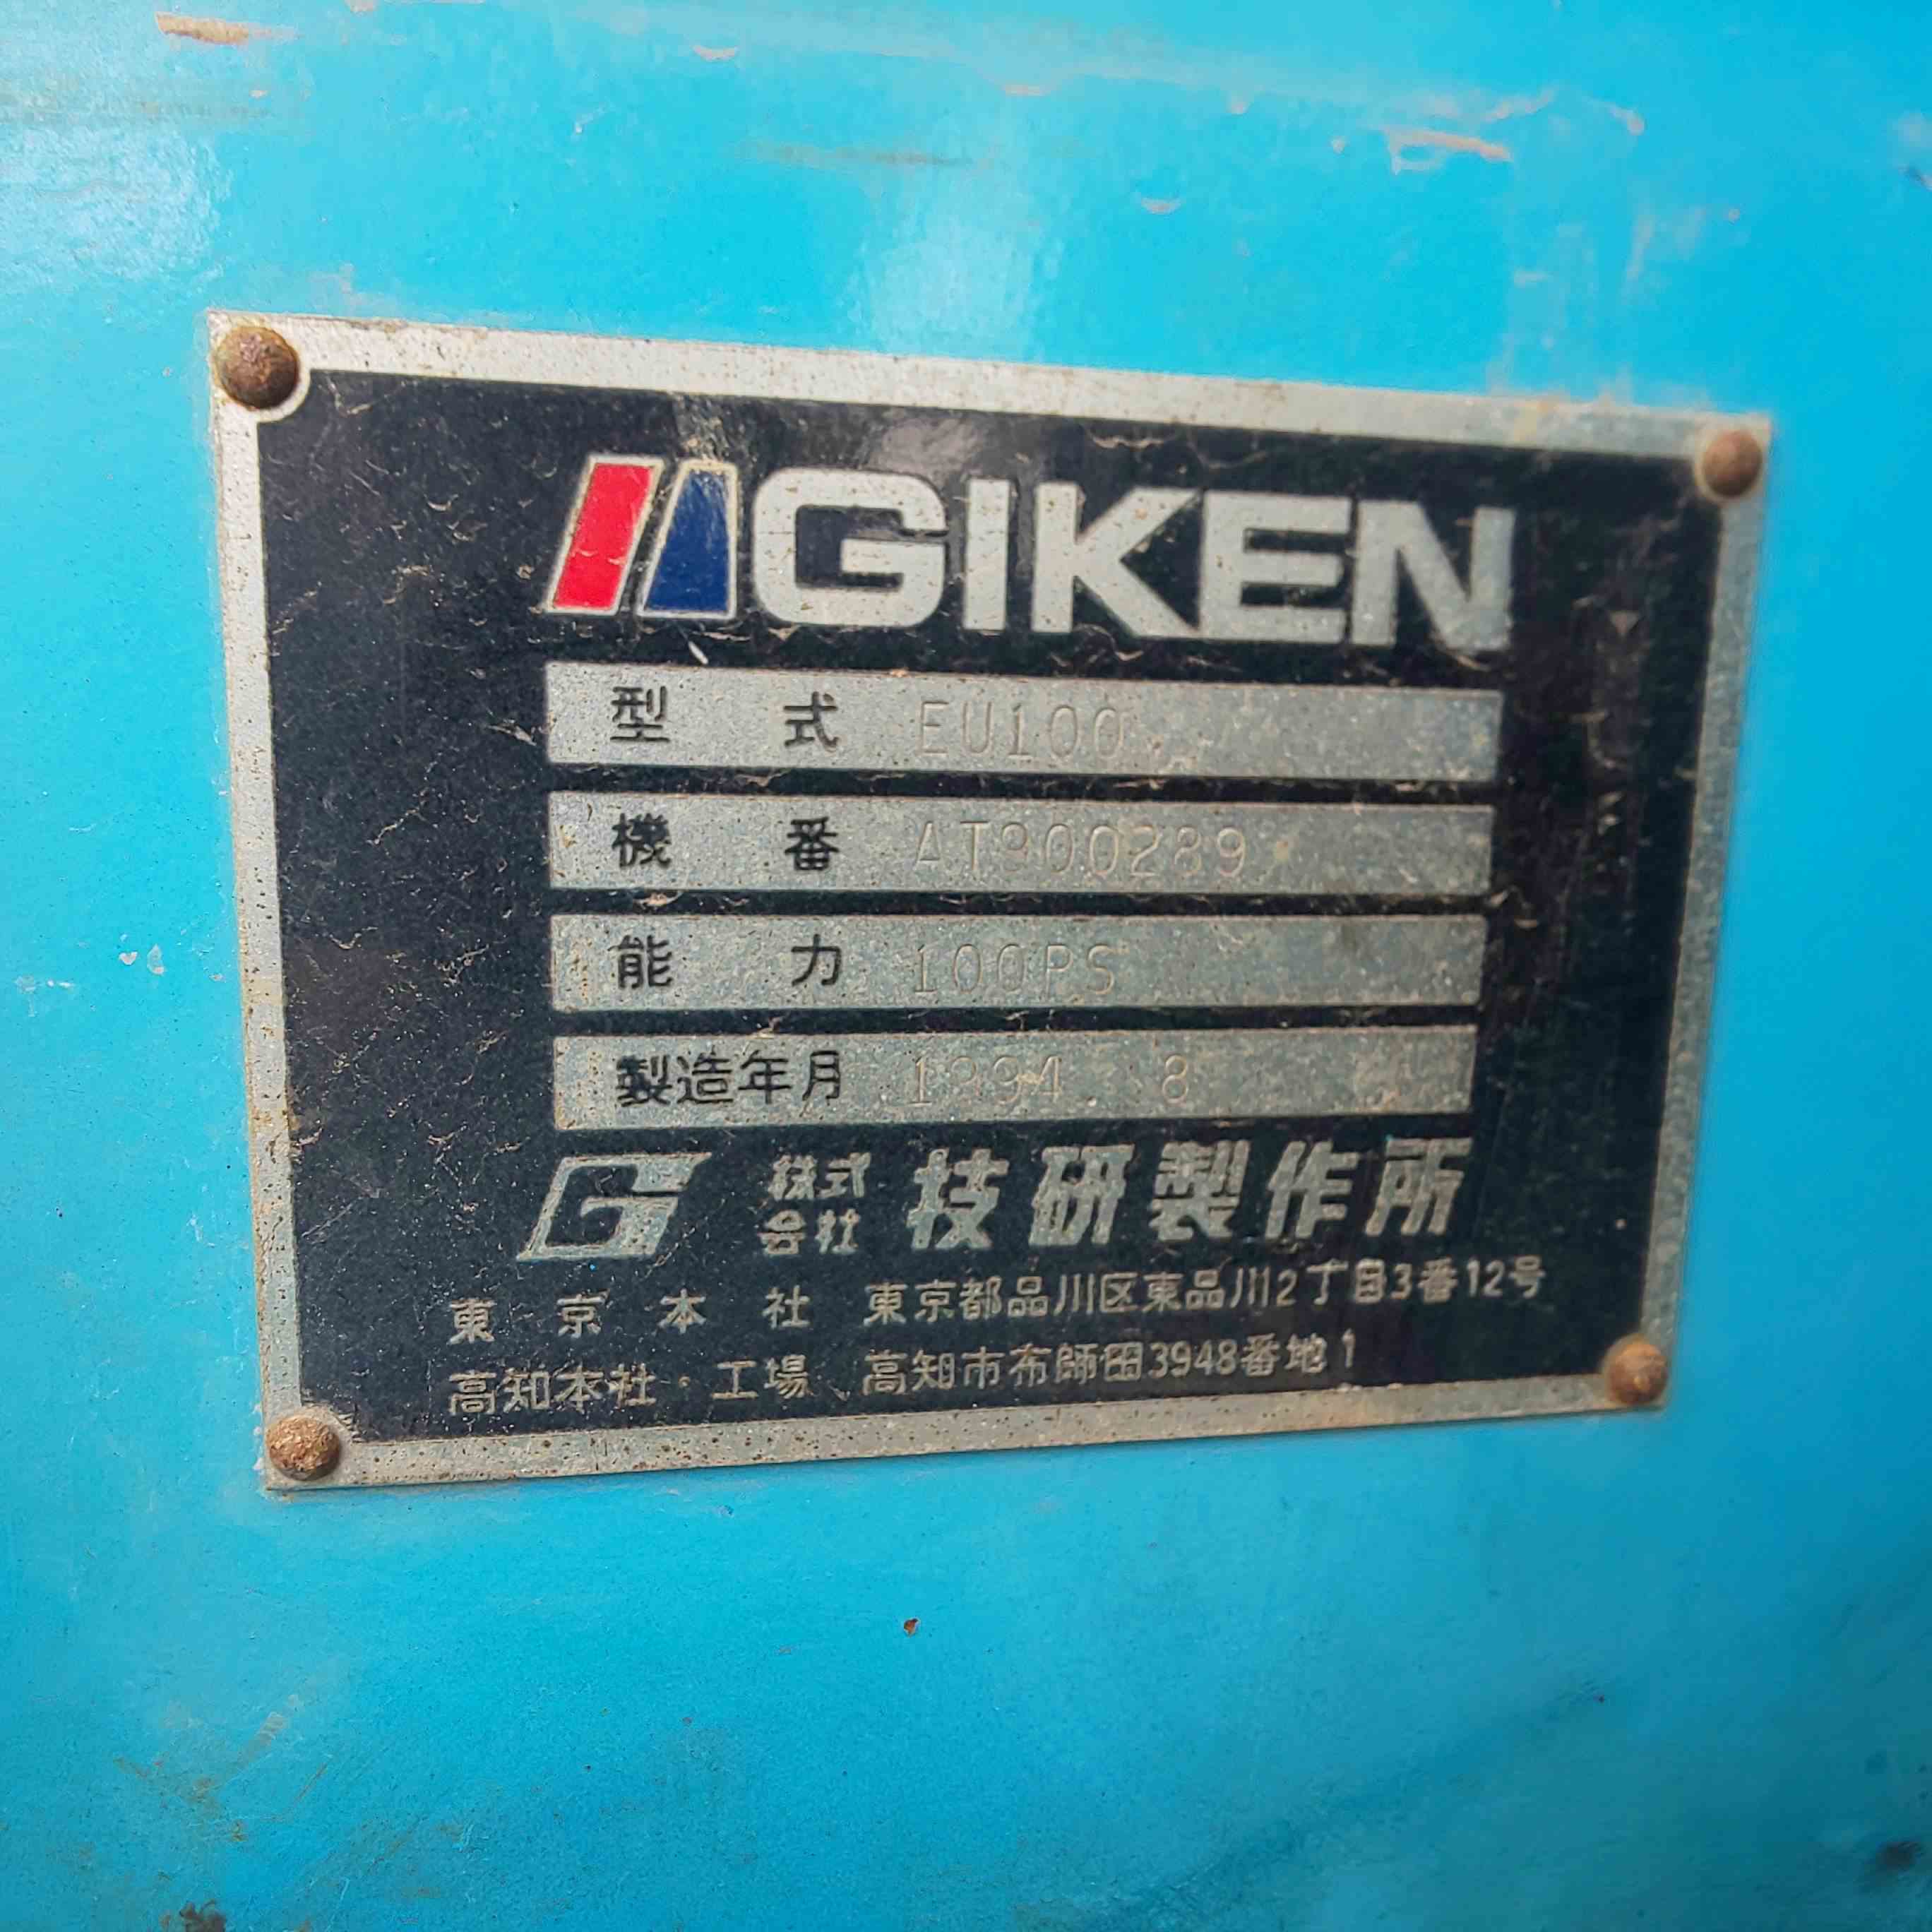 GIKEN
型式 EU100
機番 AT900289
能力 100PS
製造年月 1994 8
G 株式会社 技研製作所
東京本社 東京都品川区東品川2丁目3番12号
高知本社・工場 高知市布師田3948番地1